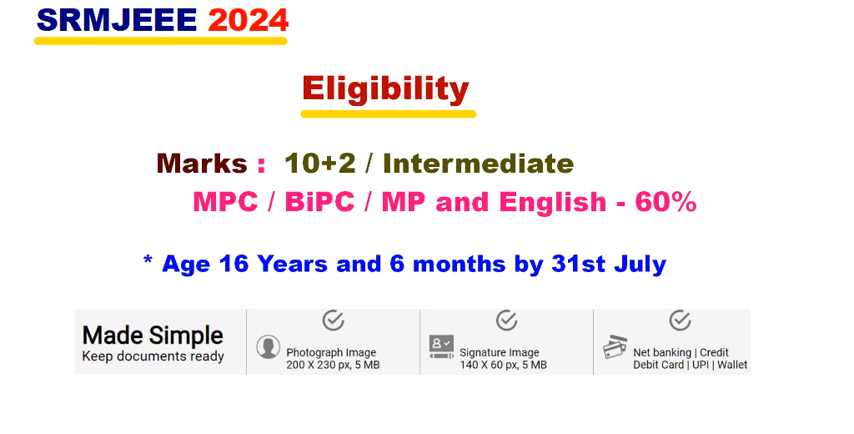 SRMJEEE 2024
Eligibility
Marks : 10+2 / Intermediate
MPC / BiPC / MP and English - 60%
* Age 16 Years and 6 months by 31st July
Made Simple
Keep documents ready
Photograph Image
200 X 230 px, 5 MB
Signature Image
140 X 60 px, 5 MB
Net banking | Credit
Debit Card | UPI | Wallet